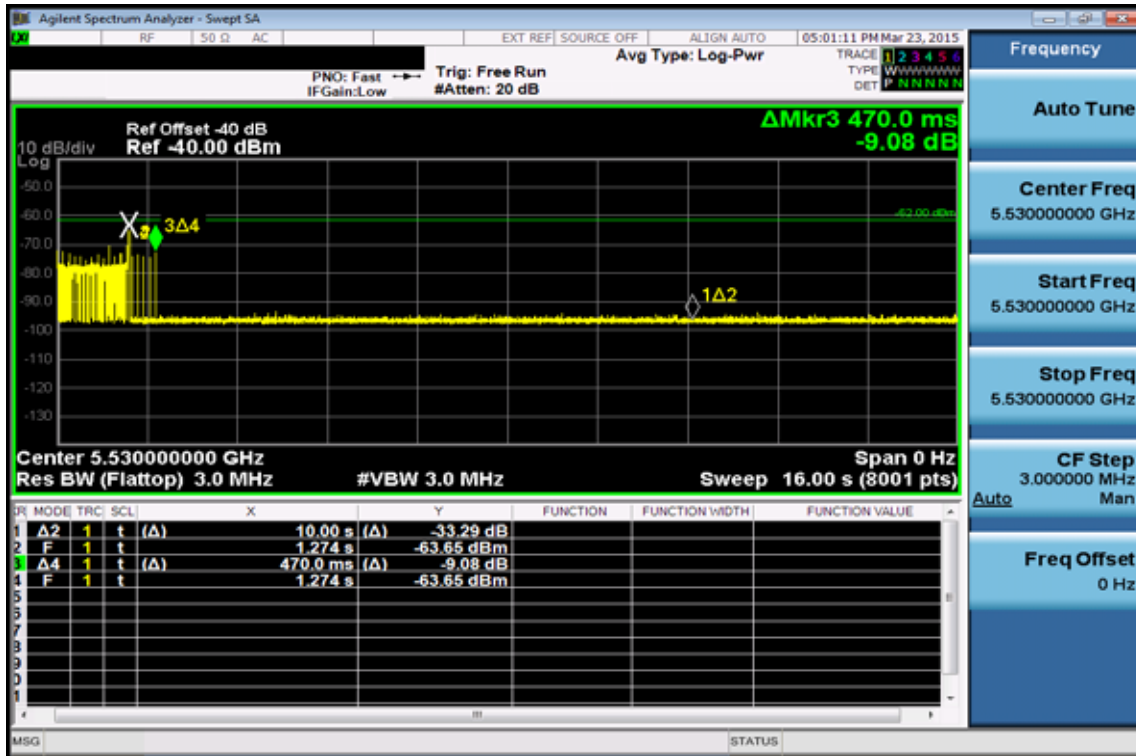 Agilent Spectrum Analyzer - Swept SA
RF 50 Ω AC EXT REF SOURCE OFF ALIGN AUTO 05:01:11 PM Mar 23, 2015
Avg Type: Log-Pwr
TRACE 1 2 3 4 5 6
PNO: Fast Trig: Free Run
TYPE WWWWWWW
IFGain:Low #Atten: 20 dB
DET P N N N N N
Frequency
Auto Tune
Center Freq
5.530000000 GHz
Start Freq
5.530000000 GHz
Stop Freq
5.530000000 GHz
CF Step
3.000000 MHz
Auto Man
Freq Offset
0 Hz
ΔMkr3 470.0 ms
-9.08 dB
Ref Offset -40 dB
10 dB/div Ref -40.00 dBm
Log
-50.0
-60.0
-62.00 dBm
3Δ4
-70.0
-80.0
-90.0
1Δ2
-100
-110
-120
-130
Center 5.530000000 GHz Span 0 Hz
Res BW (Flattop) 3.0 MHz #VBW 3.0 MHz Sweep 16.00 s (8001 pts)
MODE TRC SCL X Y FUNCTION FUNCTION WIDTH FUNCTION VALUE
1 Δ2 1 t (Δ) 10.00 s (Δ) -33.29 dB
2 F 1 t 1.274 s -63.65 dBm
3 Δ4 1 t (Δ) 470.0 ms (Δ) -9.08 dB
4 F 1 t 1.274 s -63.65 dBm
5
6
7
8
9
0
1
MSG STATUS